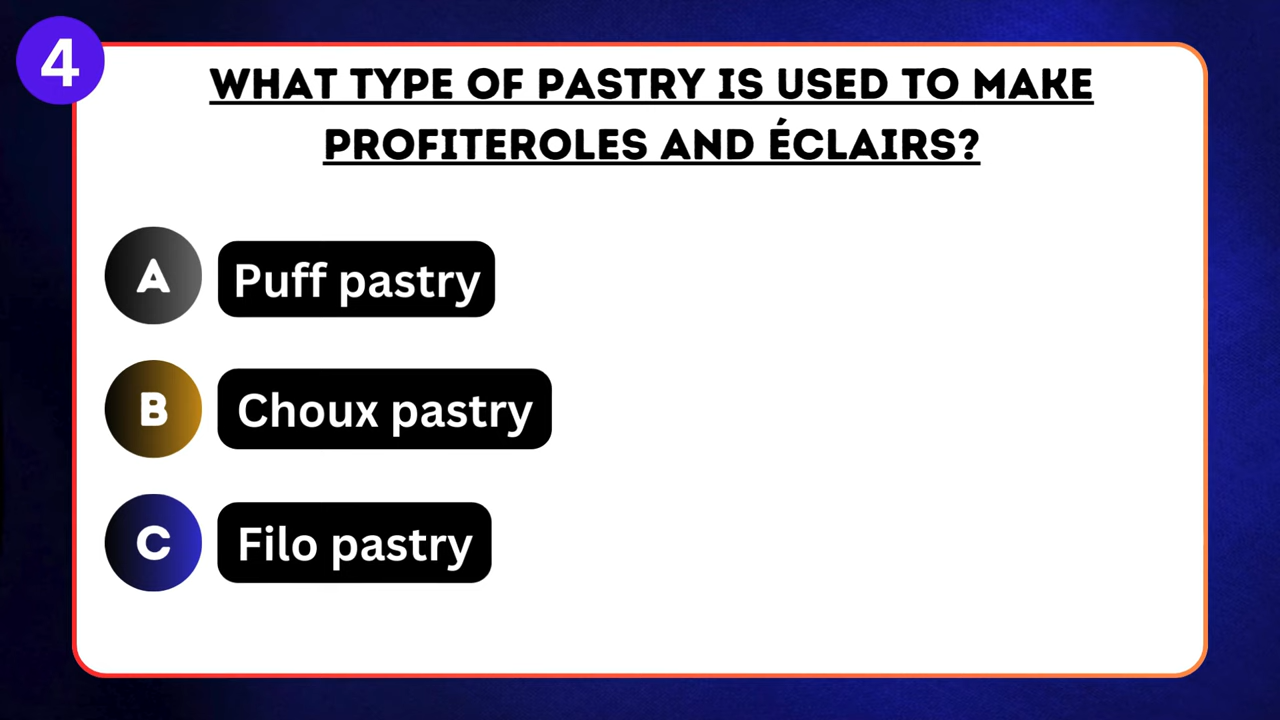 4
WHAT TYPE OF PASTRY IS USED TO MAKE
PROFITEROLES AND ÉCLAIRS?
A Puff pastry
B Choux pastry
C Filo pastry